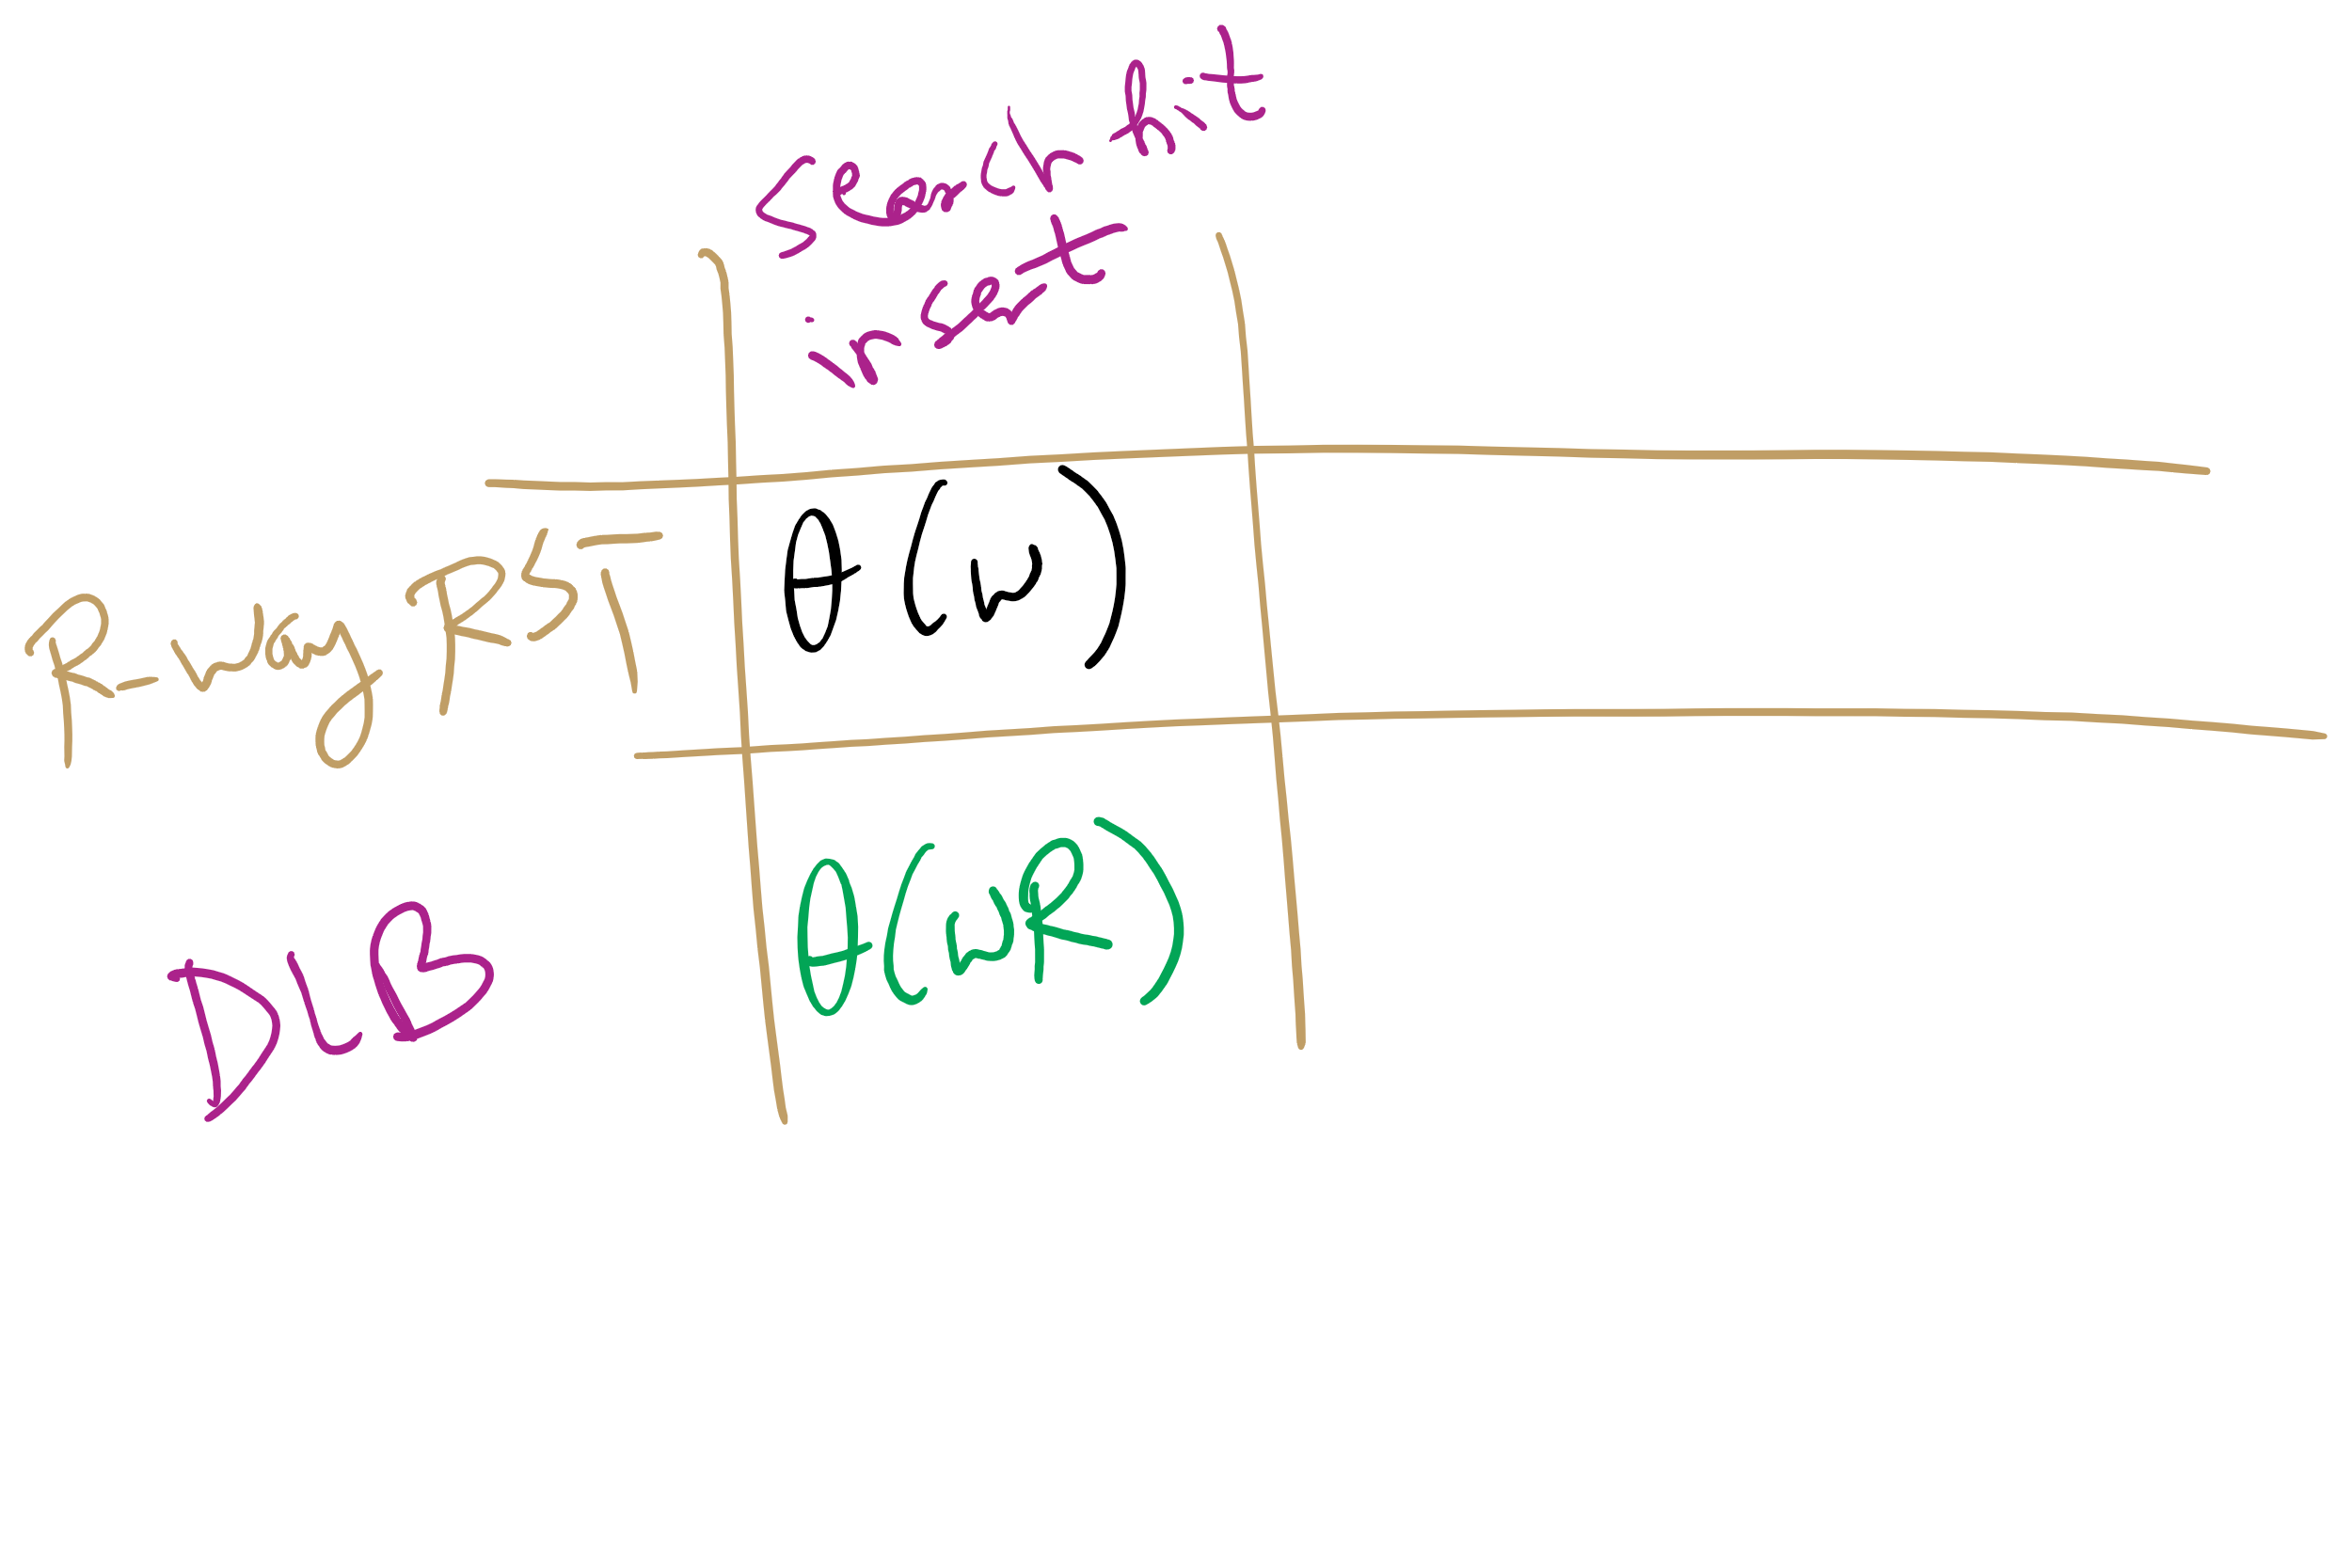 Search hit
insert
R-way RST
θ(w)
DLB
θ(wR)